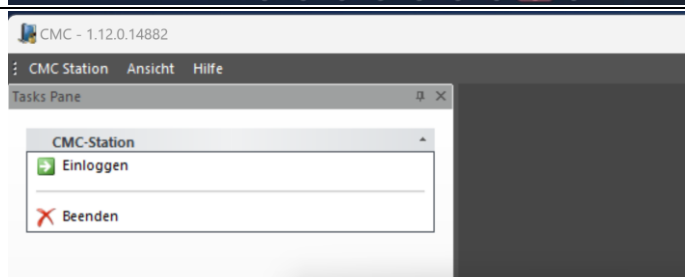 CMC - 1.12.0.14882
CMC Station Ansicht Hilfe
Tasks Pane
CMC-Station
Einloggen
Beenden